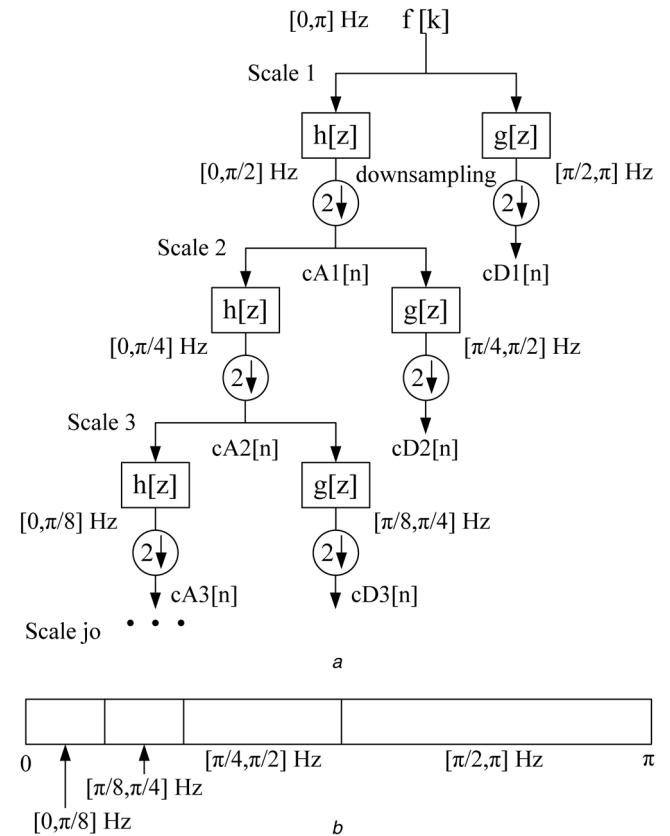 [0,π] Hz f [k]
Scale 1
h[z] g[z]
[0,π/2] Hz downsampling [π/2,π] Hz
2 2
Scale 2
cA1[n] cD1[n]
h[z] g[z]
[0,π/4] Hz [π/4,π/2] Hz
2 2
Scale 3
cA2[n] cD2[n]
h[z] g[z]
[0,π/8] Hz [π/8,π/4] Hz
2 2
cA3[n] cD3[n]
Scale jo • • •
a
0 [π/4,π/2] Hz [π/2,π] Hz π
[π/8,π/4] Hz
[0,π/8] Hz
b